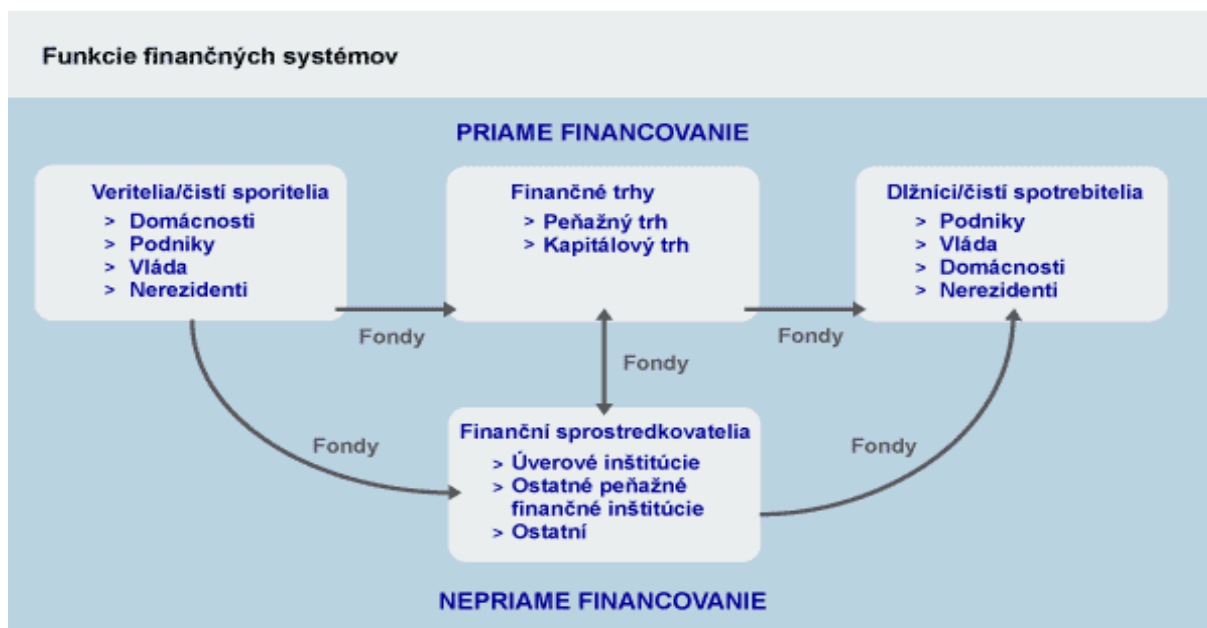 Funkcie finančných systémov
PRIAME FINANCOVANIE
Veritelia/čistí sporitelia
> Domácnosti
> Podniky
> Vláda
> Nerezidenti
Fondy
Finančné trhy
> Peňažný trh
> Kapitálový trh
Fondy
Dlžníci/čistí spotrebitelia
> Podniky
> Vláda
> Domácnosti
> Nerezidenti
Fondy
Fondy
Finanční sprostredkovatelia
> Úverové inštitúcie
> Ostatné peňažné
finančné inštitúcie
> Ostatní
Fondy
NEPRIAME FINANCOVANIE